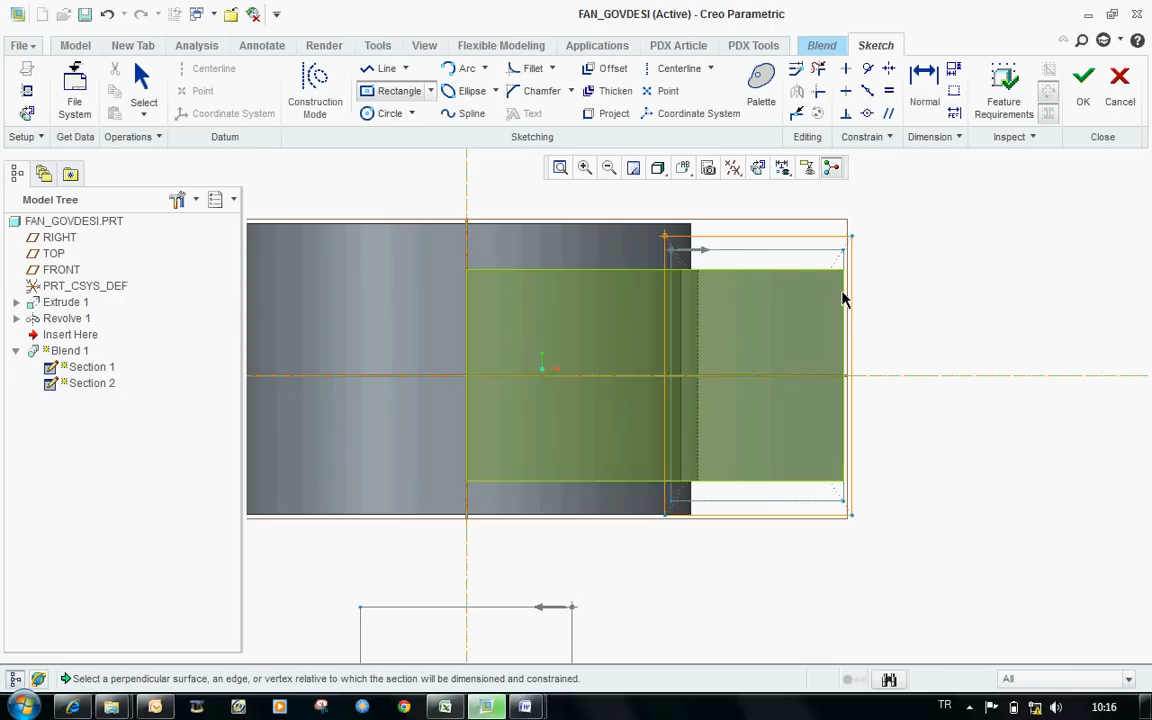 FAN_GOVDESI (Active) - Creo Parametric
File
Model
New Tab
Analysis
Annotate
Render
Tools
View
Flexible Modeling
Applications
PDX Article
PDX Tools
Blend
Sketch
File System
Select
Centerline
Point
Coordinate System
Construction Mode
Line
Rectangle
Circle
Arc
Ellipse
Spline
Fillet
Chamfer
Text
Offset
Thicken
Project
Centerline
Point
Coordinate System
Palette
Normal
Feature Requirements
OK
Cancel
Setup
Get Data
Operations
Datum
Sketching
Editing
Constrain
Dimension
Inspect
Close
Model Tree
FAN_GOVDESI.PRT
RIGHT
TOP
FRONT
PRT_CSYS_DEF
Extrude 1
Revolve 1
Insert Here
Blend 1
Section 1
Section 2
Select a perpendicular surface, an edge, or vertex relative to which the section will be dimensioned and constrained.
All
TR
10:16